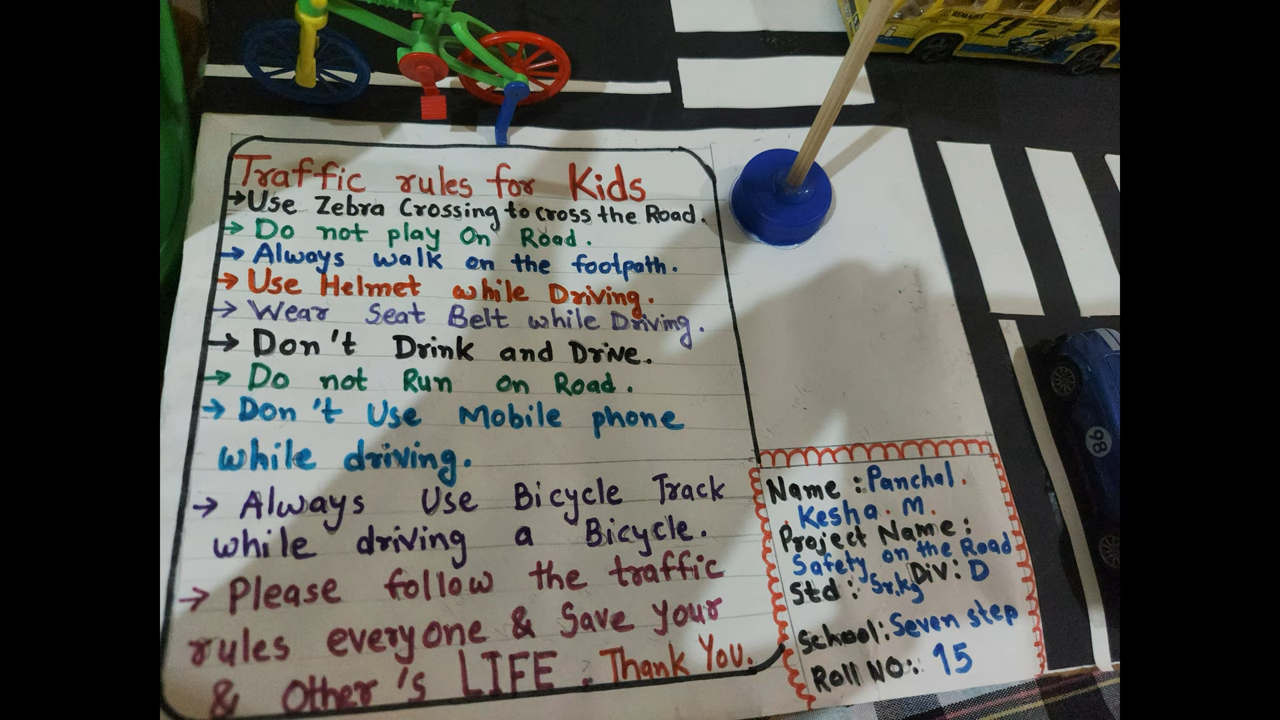 Traffic rules for Kids
→Use Zebra Crossing to cross the Road.
→ Do not play On Road.
→ Always walk on the footpath.
→ Use Helmet while Driving.
→ Wear Seat Belt while Driving.
→ Don't Drink and Drive.
→ Do not Run on Road.
→ Don't Use Mobile phone
while driving.
→ Always Use Bicycle Track
while driving a Bicycle.
→ Please follow the traffic
rules everyone & Save your
& Other's LIFE. Thank You.
Name : Panchal.
Kesha. M.
Project Name :
Safety on the Road
Std : Sr.kg Div: D
School: Seven step
Roll NO:. 15
86